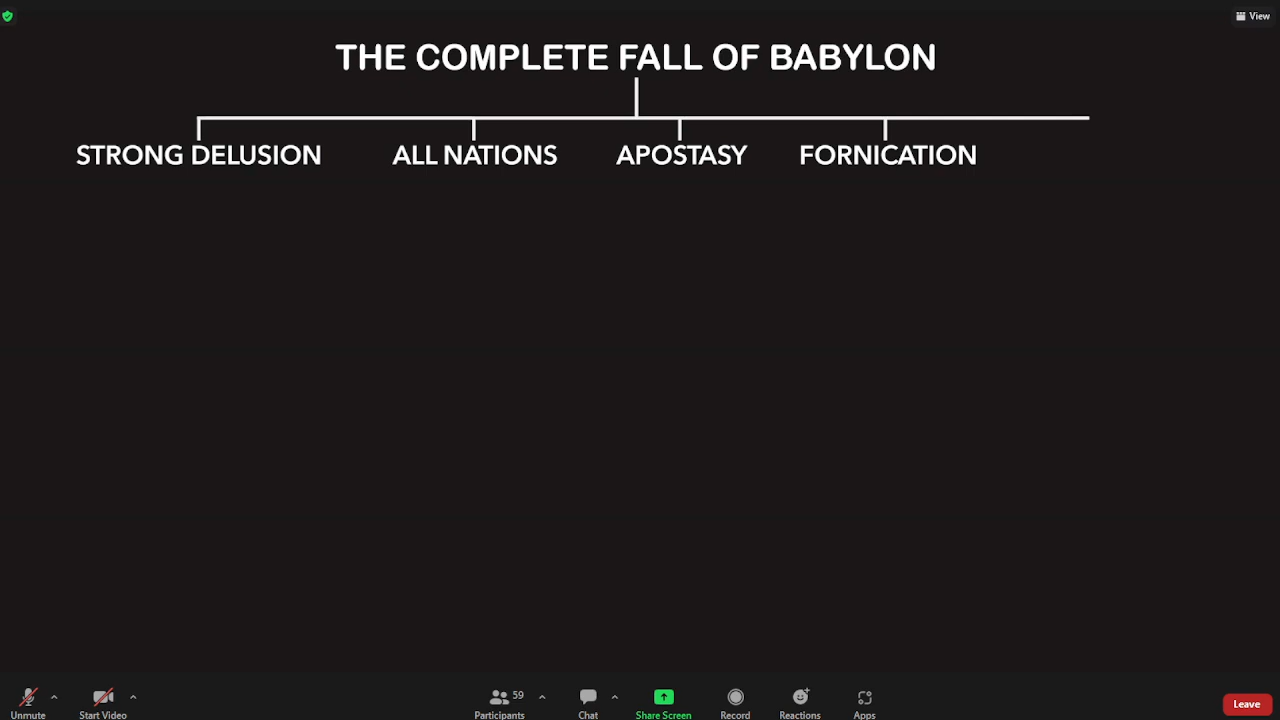 View
THE COMPLETE FALL OF BABYLON
STRONG DELUSION ALL NATIONS APOSTASY FORNICATION
59
Unmute Start Video Participants Chat Share Screen Record Reactions Apps Leave